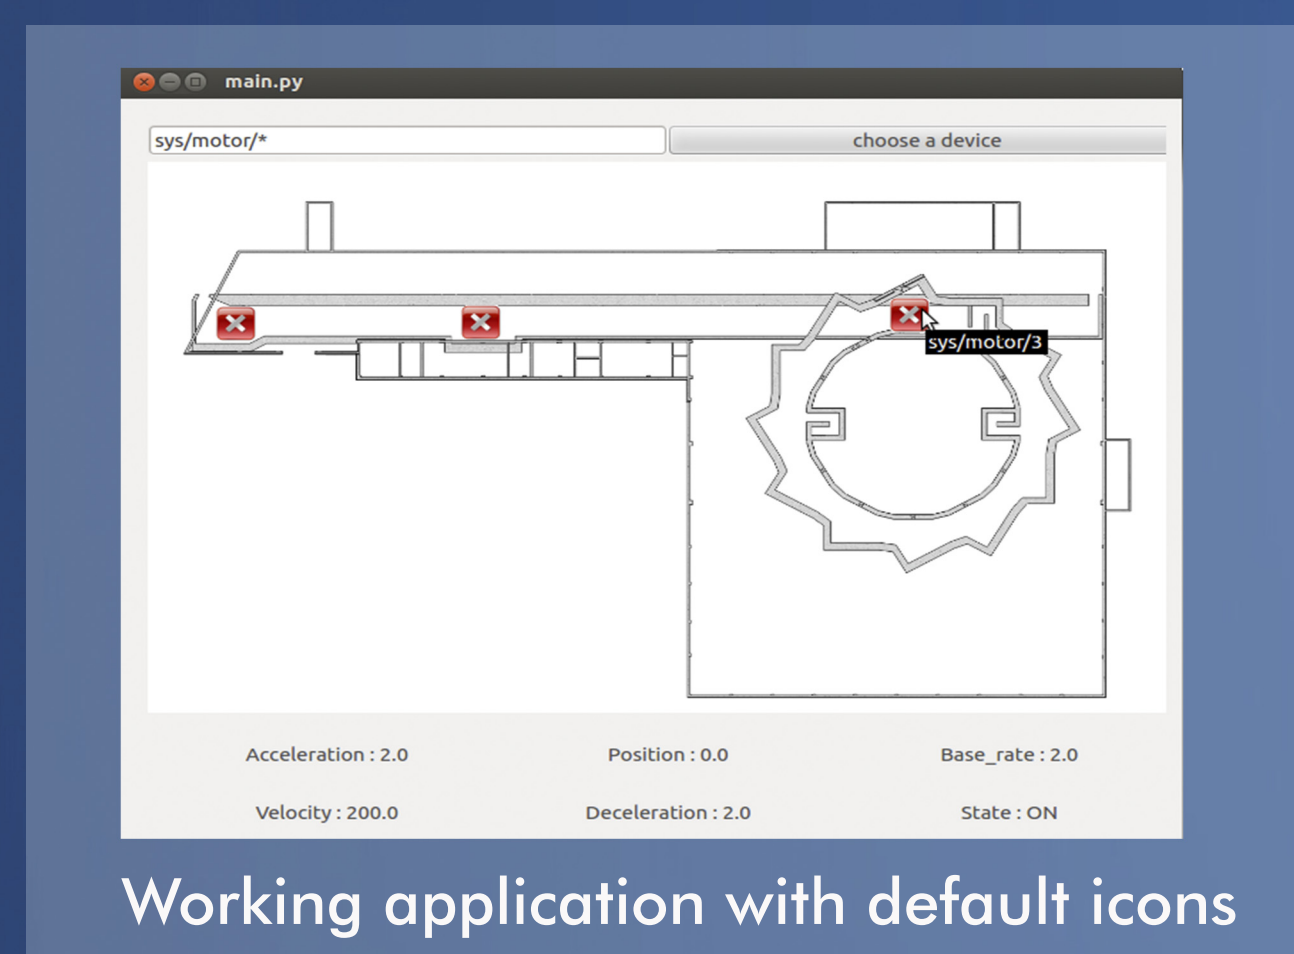 main.py
sys/motor/*
choose a device
sys/motor/3
Acceleration : 2.0
Position : 0.0
Base_rate : 2.0
Velocity : 200.0
Deceleration : 2.0
State : ON
Working application with default icons